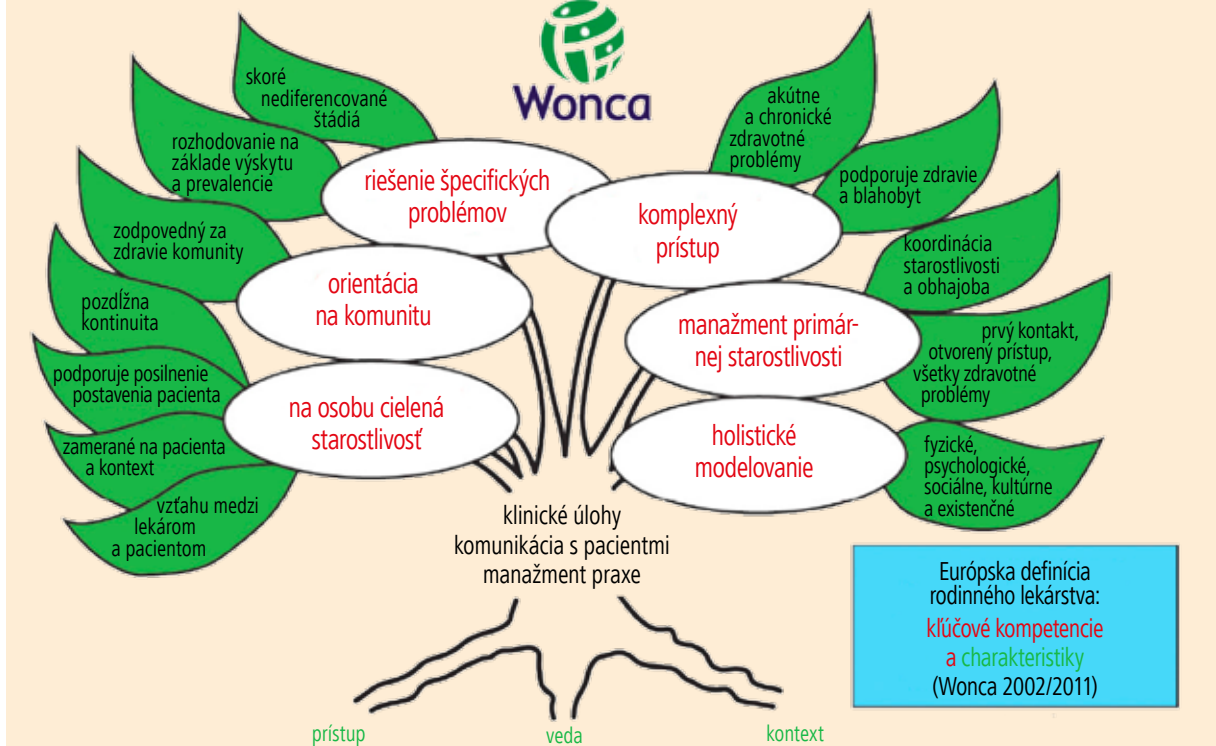 Wonca
skoré
nediferencované
štádiá
rozhodovanie na
základe výskytu
a prevalencie
zodpovedný za
zdravie komunity
pozdĺžna
kontinuita
podporuje posilnenie
postavenia pacienta
zamerané na pacienta
a kontext
vzťahu medzi
lekárom
a pacientom
riešenie špecifických
problémov
orientácia
na komunitu
na osobu cielená
starostlivosť
komplexný
prístup
manažment primár-
nej starostlivosti
holistické
modelovanie
akútne
a chronické
zdravotné
problémy
podporuje zdravie
a blahobyt
koordinácia
starostlivosti
a obhajoba
prvý kontakt,
otvorený prístup,
všetky zdravotné
problémy
fyzické,
psychologické,
sociálne, kultúrne
a existenčné
klinické úlohy
komunikácia s pacientmi
manažment praxe
Európska definícia
rodinného lekárstva:
kľúčové kompetencie
a charakteristiky
(Wonca 2002/2011)
prístup
veda
kontext